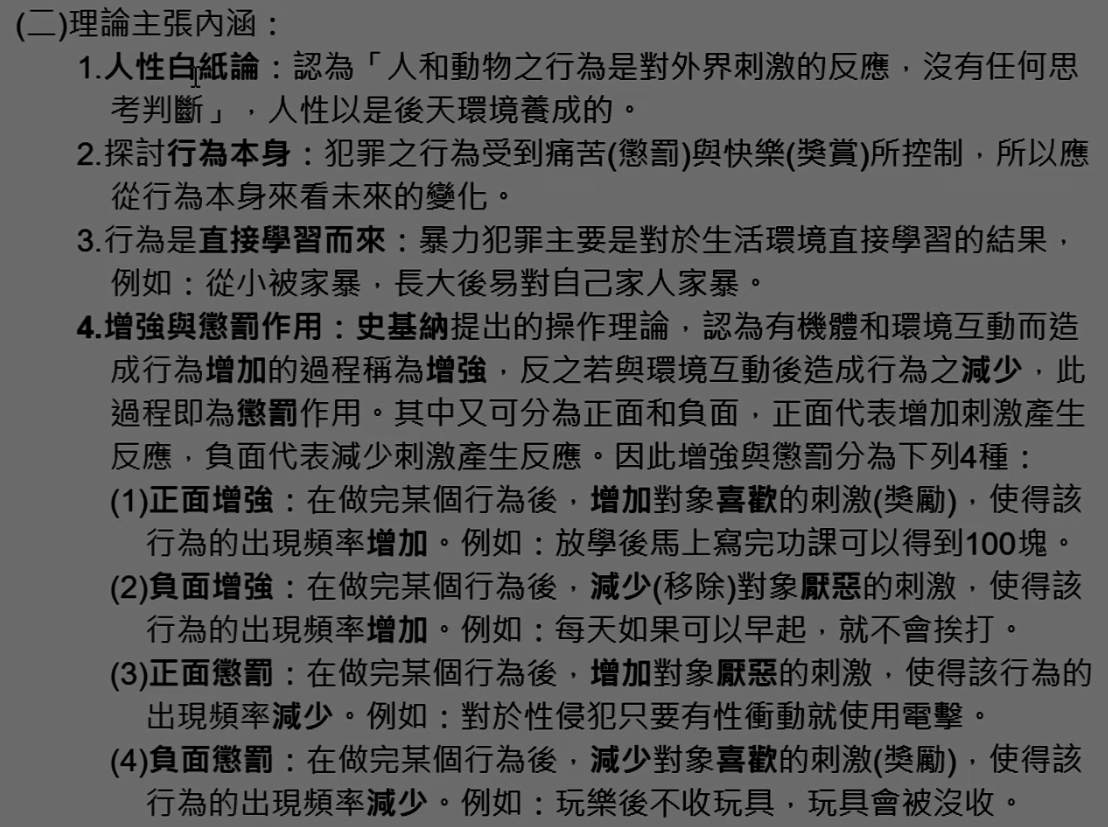 (二)理論主張內涵：
1.人性白紙論：認為「人和動物之行為是對外界刺激的反應，沒有任何思
考判斷」，人性以是後天環境養成的。
2.探討行為本身：犯罪之行為受到痛苦(懲罰)與快樂(獎賞)所控制，所以應
從行為本身來看未來的變化。
3.行為是直接學習而來：暴力犯罪主要是對於生活環境直接學習的結果，
例如：從小被家暴，長大後易對自己家人家暴。
4.增強與懲罰作用：史基納提出的操作理論，認為有機體和環境互動而造
成行為增加的過程稱為增強，反之若與環境互動後造成行為之減少，此
過程即為懲罰作用。其中又可分為正面和負面，正面代表增加刺激產生
反應，負面代表減少刺激產生反應。因此增強與懲罰分為下列4種：
(1)正面增強：在做完某個行為後，增加對象喜歡的刺激(獎勵)，使得該
行為的出現頻率增加。例如：放學後馬上寫完功課可以得到100塊。
(2)負面增強：在做完某個行為後，減少(移除)對象厭惡的刺激，使得該
行為的出現頻率增加。例如：每天如果可以早起，就不會挨打。
(3)正面懲罰：在做完某個行為後，增加對象厭惡的刺激，使得該行為的
出現頻率減少。例如：對於性侵犯只要有性衝動就使用電擊。
(4)負面懲罰：在做完某個行為後，減少對象喜歡的刺激(獎勵)，使得該
行為的出現頻率減少。例如：玩樂後不收玩具，玩具會被沒收。